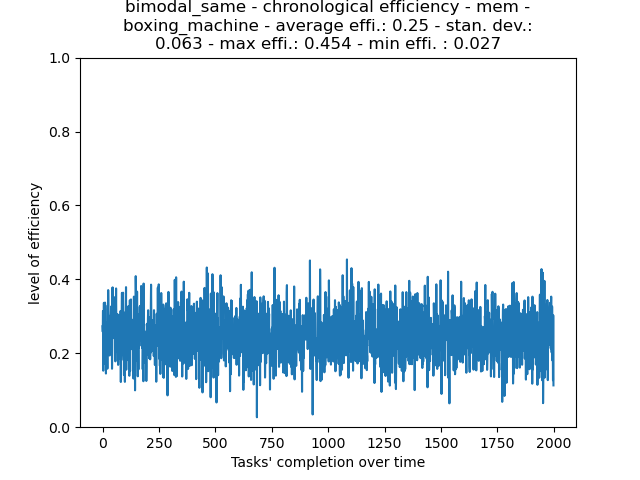 bimodal_same - chronological efficiency - mem -
boxing_machine - average effi.: 0.25 - stan. dev.:
0.063 - max effi.: 0.454 - min effi. : 0.027
1.0
0.8
0.6
0.4
0.2
0.0
level of efficiency
0 250 500 750 1000 1250 1500 1750 2000
Tasks' completion over time